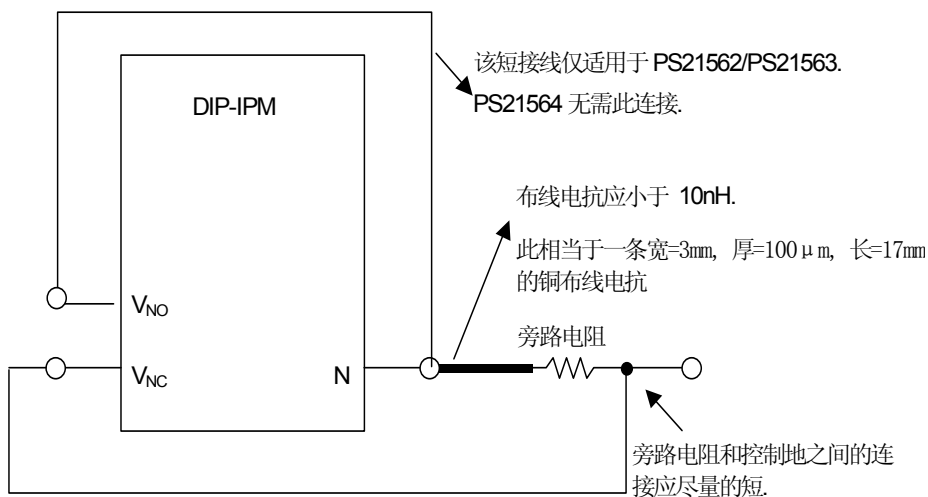 该短接线仅适用于 PS21562/PS21563.
PS21564 无需此连接.
DIP-IPM
布线电抗应小于 10nH.
此相当于一条宽=3mm, 厚=100μm, 长=17mm
的铜布线电抗
V_NO
旁路电阻
V_NC
N
旁路电阻和控制地之间的连
接应尽量的短.